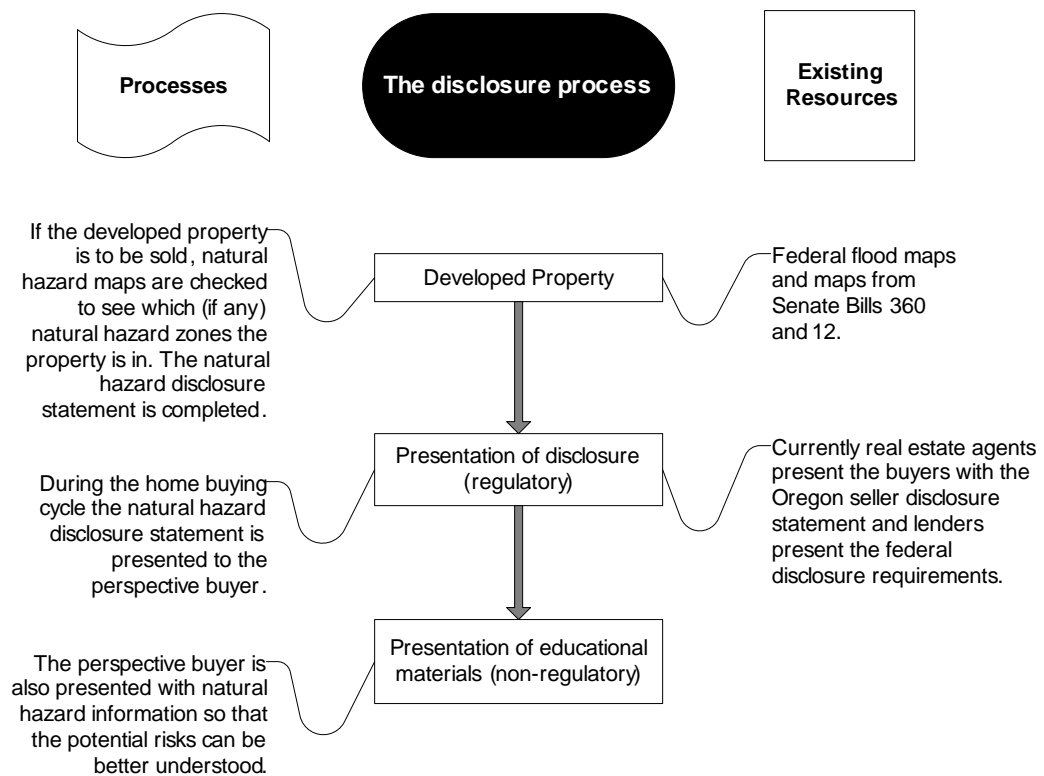 Processes
The disclosure process
Existing
Resources
If the developed property
is to be sold, natural
hazard maps are checked
to see which (if any)
natural hazard zones the
property is in. The natural
hazard disclosure
statement is completed.
Developed Property
Federal flood maps
and maps from
Senate Bills 360
and 12.
During the home buying
cycle the natural hazard
disclosure statement is
presented to the
perspective buyer.
Presentation of disclosure
(regulatory)
Currently real estate agents
present the buyers with the
Oregon seller disclosure
statement and lenders
present the federal
disclosure requirements.
The perspective buyer is
also presented with natural
hazard information so that
the potential risks can be
better understood.
Presentation of educational
materials (non-regulatory)